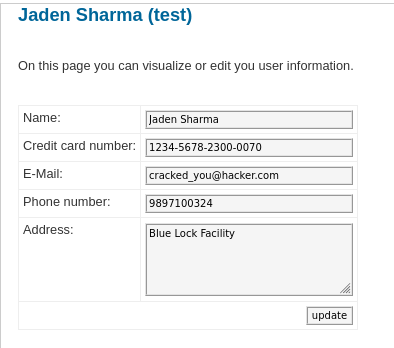 Jaden Sharma (test)
On this page you can visualize or edit you user information.
Name: Jaden Sharma
Credit card number: 1234-5678-2300-0070
E-Mail: cracked_you@hacker.com
Phone number: 9897100324
Address: Blue Lock Facility
update